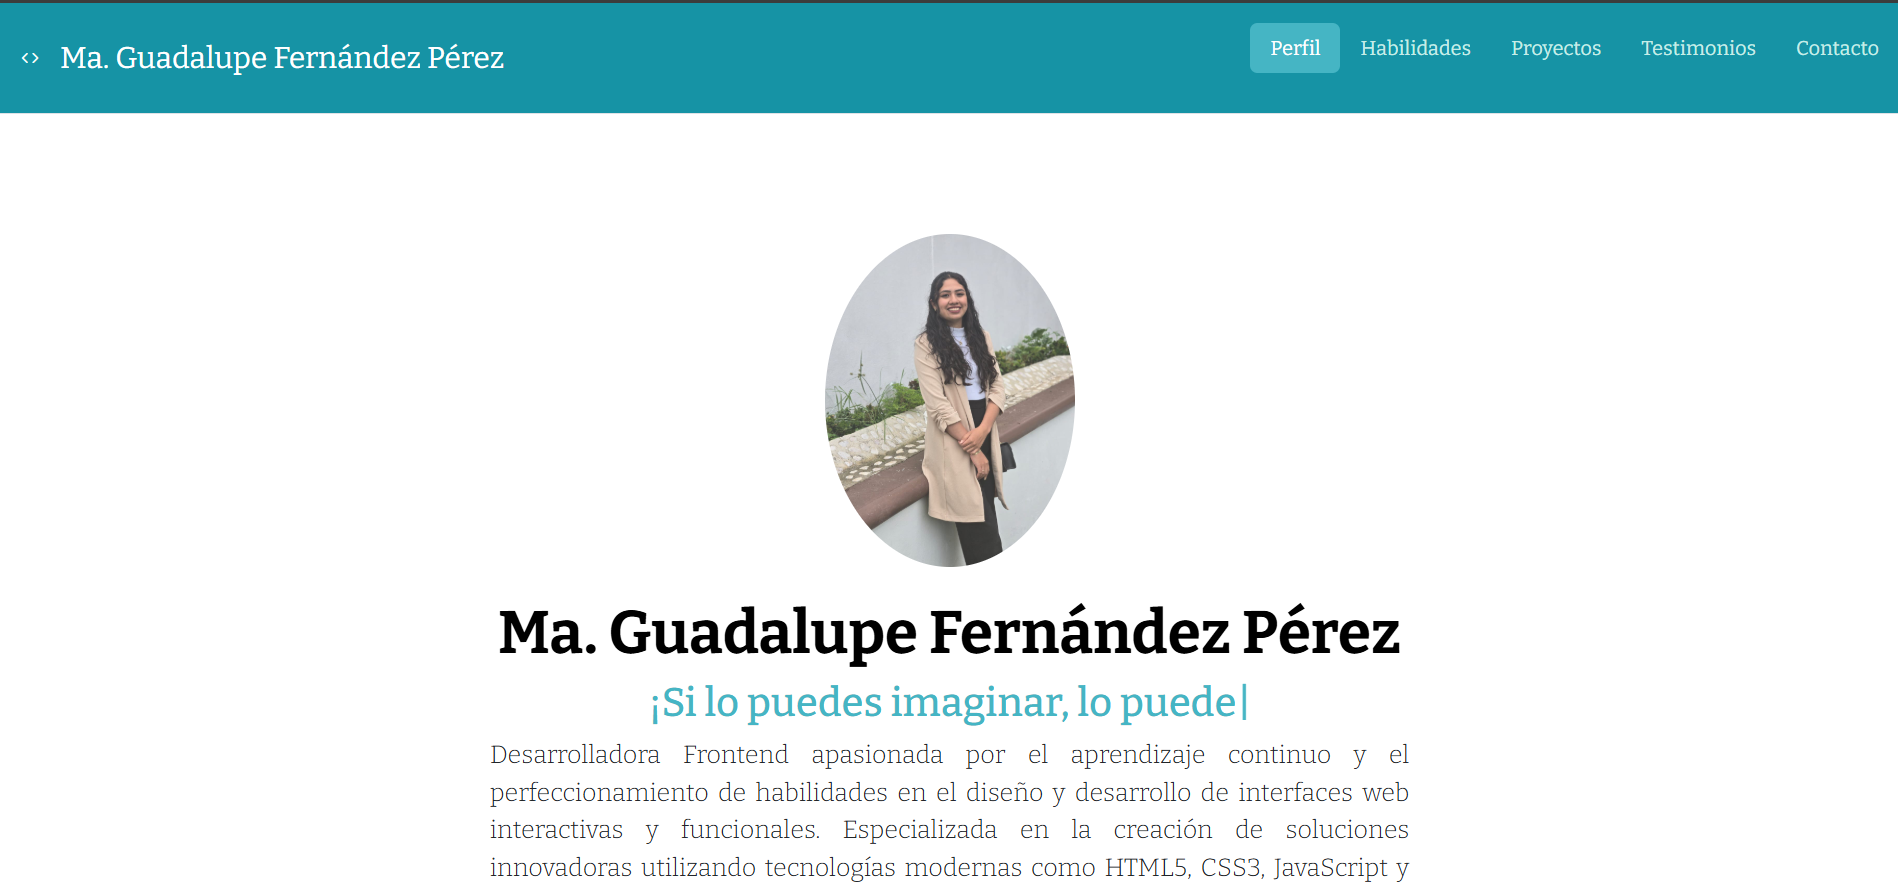 <> Ma. Guadalupe Fernández Pérez
Perfil Habilidades Proyectos Testimonios Contacto
Ma. Guadalupe Fernández Pérez
¡Si lo puedes imaginar, lo puede|
Desarrolladora Frontend apasionada por el aprendizaje continuo y el
perfeccionamiento de habilidades en el diseño y desarrollo de interfaces web
interactivas y funcionales. Especializada en la creación de soluciones
innovadoras utilizando tecnologías modernas como HTML5, CSS3, JavaScript y